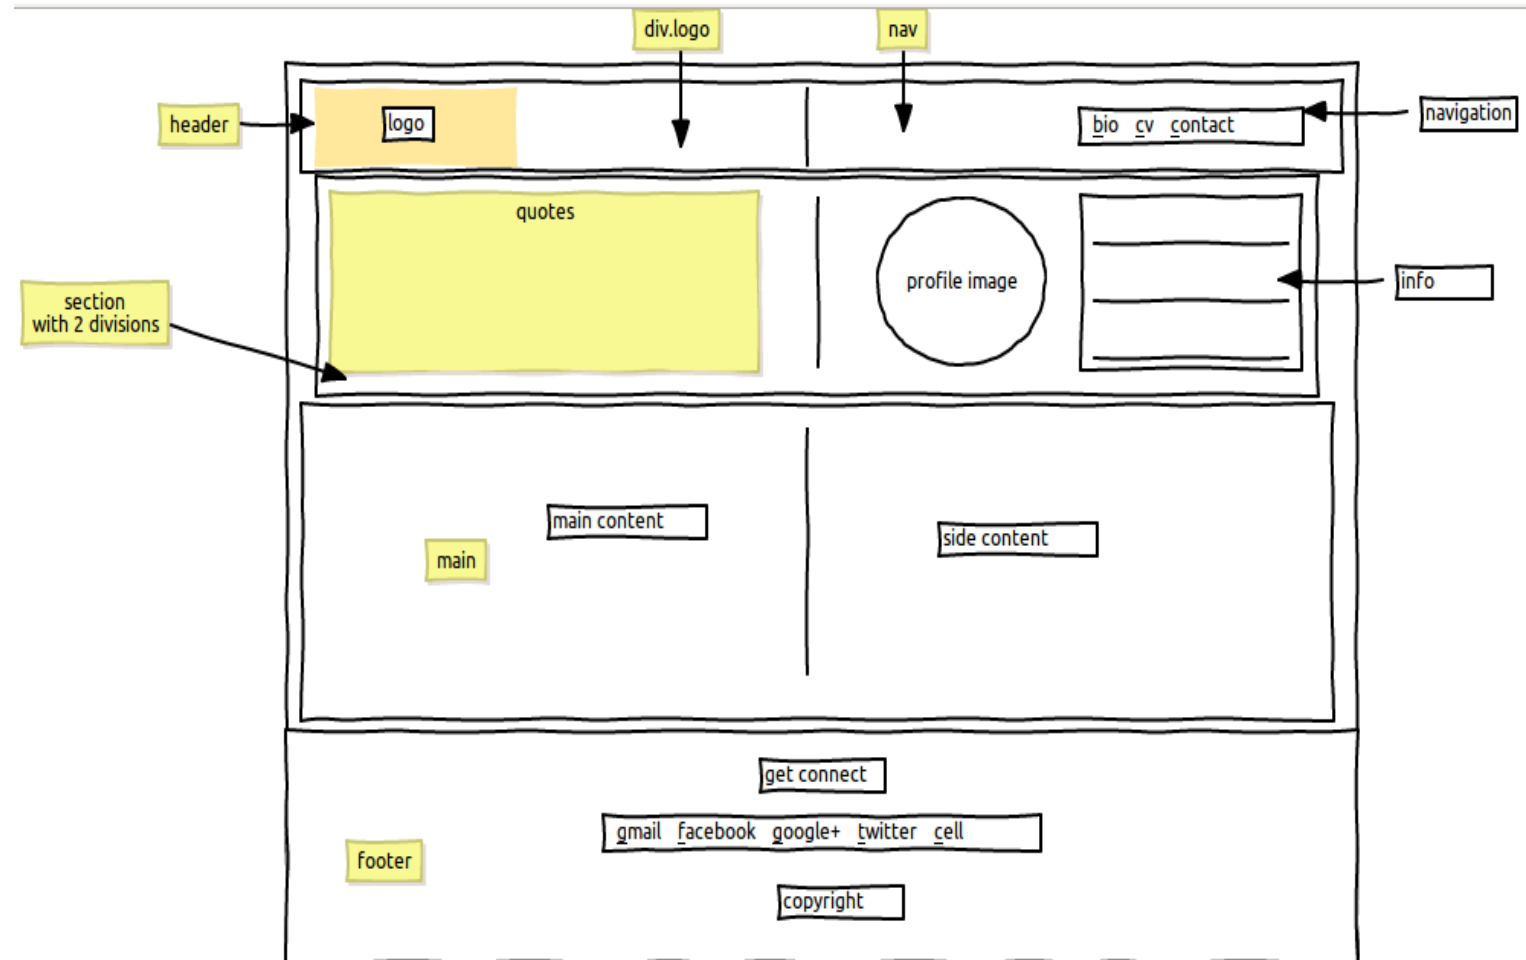 div.logo
nav
header
logo
bio cv contact
navigation
quotes
section
with 2 divisions
profile image
info
main content
side content
main
get connect
gmail facebook google+ twitter cell
footer
copyright